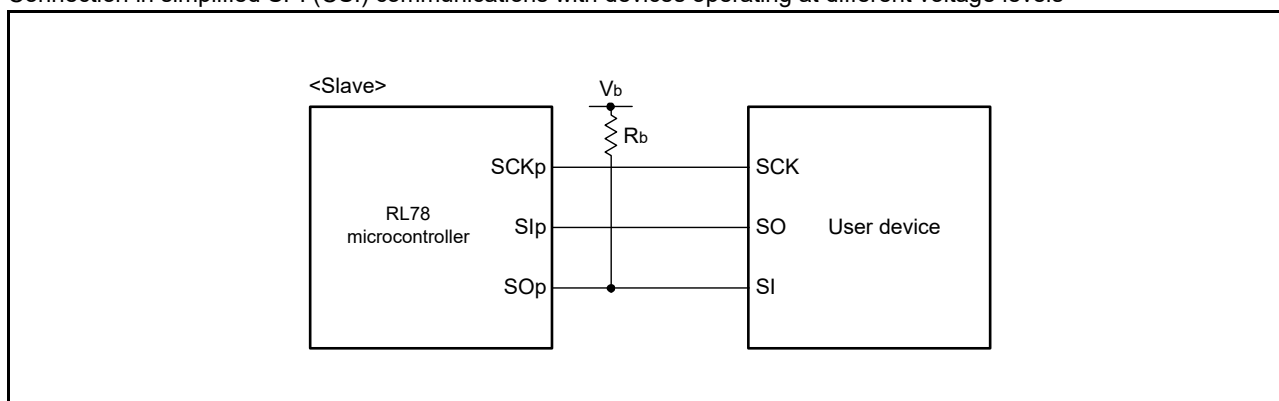 Connection in simplified SPI (CSI) communications with devices operating at different voltage levels
<Slave>
Vb
Rb
SCKp
SCK
RL78
microcontroller
SIp
SO
User device
SOp
SI